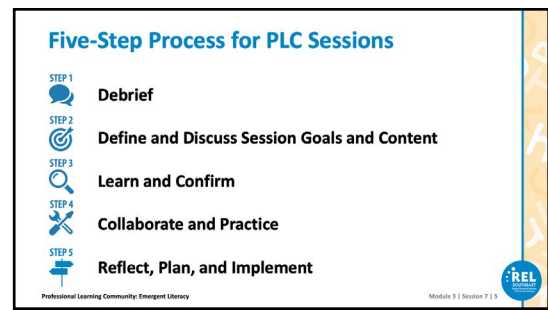 Five-Step Process for PLC Sessions
STEP 1
Debrief
STEP 2
Define and Discuss Session Goals and Content
STEP 3
Learn and Confirm
STEP 4
Collaborate and Practice
STEP 5
Reflect, Plan, and Implement
Professional Learning Community: Emergent Literacy
Module 3 | Session 7 | 5
REL
SOUTHEAST